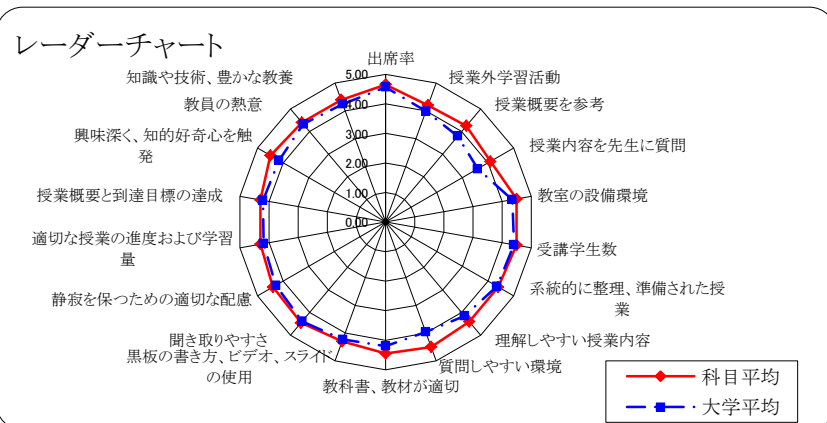 レーダーチャート
出席率
授業外学習活動
授業概要を参考
授業内容を先生に質問
教室の設備環境
受講学生数
系統的に整理、準備された授
業
理解しやすい授業内容
質問しやすい環境
教科書、教材が適切
黒板の書き方、ビデオ、スライド
の使用
聞き取りやすさ
静寂を保つための適切な配慮
適切な授業の進度および学習
量
授業概要と到達目標の達成
興味深く、知的好奇心を触
発
教員の熱意
知識や技術、豊かな教養
5.00
4.00
3.00
2.00
1.00
0.00
科目平均
大学平均